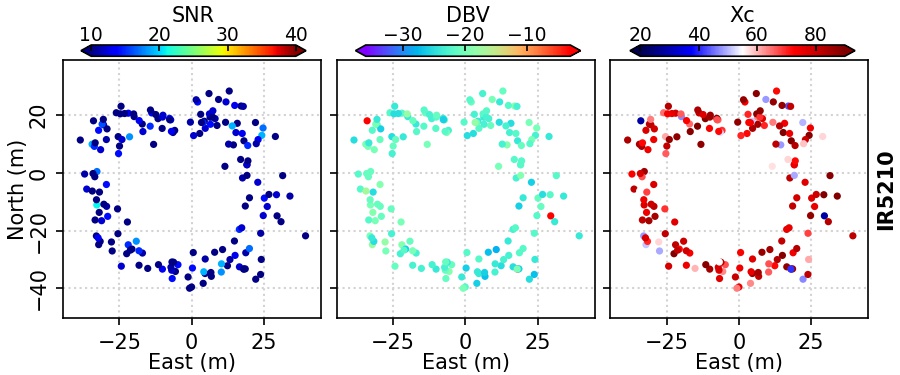 SNR
DBV
Xc
10 20 30 40
−30 −20 −10
20 40 60 80
20
0
−20
−40
North (m)
−25 0 25
−25 0 25
−25 0 25
East (m)
East (m)
East (m)
IR5210